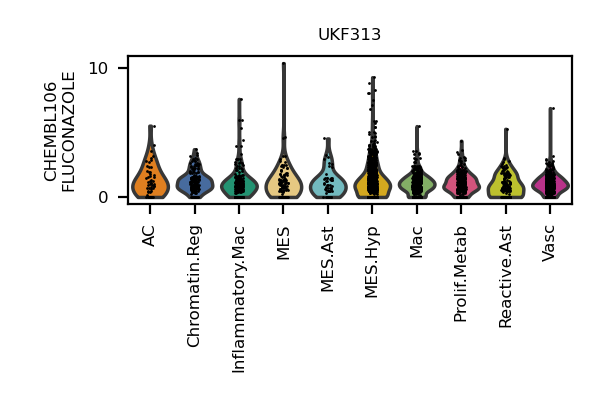 UKF313
CHEMBL106
FLUCONAZOLE
10
0
AC
Chromatin.Reg
Inflammatory.Mac
MES
MES.Ast
MES.Hyp
Mac
Prolif.Metab
Reactive.Ast
Vasc